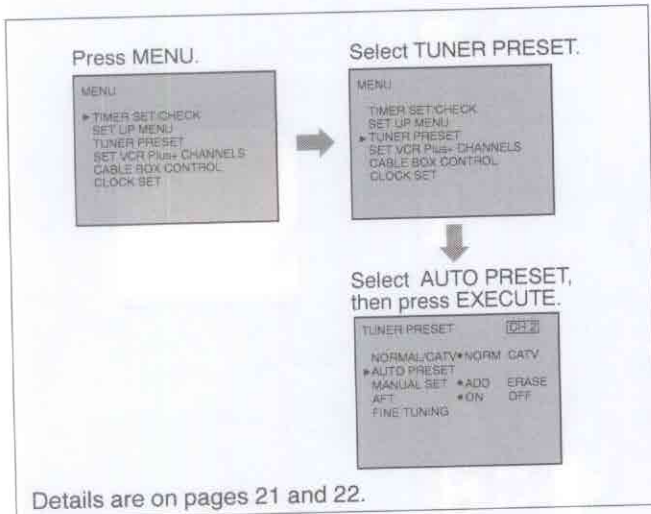 Press MENU.
MENU
▶ TIMER SET/CHECK
SET UP MENU
TUNER PRESET
SET VCR Plus+ CHANNELS
CABLE BOX CONTROL
CLOCK SET
Select TUNER PRESET.
MENU
TIMER SET/CHECK
SET UP MENU
▶ TUNER PRESET
SET VCR Plus+ CHANNELS
CABLE BOX CONTROL
CLOCK SET
Select AUTO PRESET,
then press EXECUTE.
TUNER PRESET CH 2
NORMAL/CATV •NORM CATV
▶AUTO PRESET
MANUAL SET •ADD ERASE
AFT •ON OFF
FINE TUNING
Details are on pages 21 and 22.